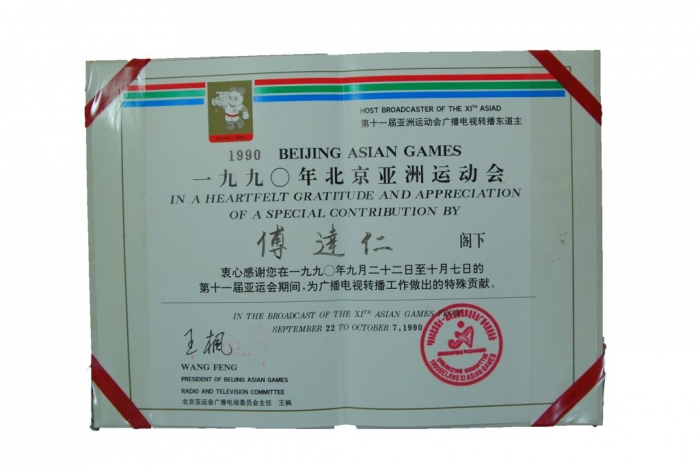 HOST BROADCASTER OF THE XITH ASIAD
第十一届亚洲运动会广播电视转播东道主
1990 BEIJING ASIAN GAMES
一九九〇年北京亚洲运动会
IN A HEARTFELT GRATITUDE AND APPRECIATION
OF A SPECIAL CONTRIBUTION BY
傅達仁 阁下
衷心感谢您在一九九〇年九月二十二日至十月七日的
第十一届亚运会期间，为广播电视转播工作做出的特殊贡献。
IN THE BROADCAST OF THE XITH ASIAN GAMES FROM
SEPTEMBER 22 TO OCTOBER 7, 1990
王枫
WANG FENG
PRESIDENT OF BEIJING ASIAN GAMES
RADIO AND TELEVISION COMMITTEE
北京亚运会广播电视委员会主任 王枫